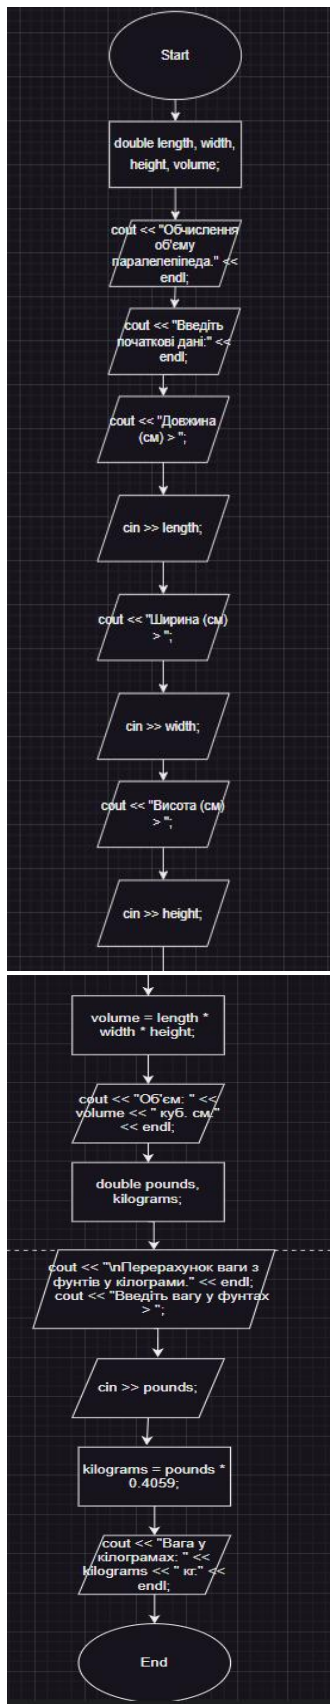 Start
double length, width,
height, volume;
cout << "Обчислення
об'єму
паралелепіпеда." <<
endl;
cout << "Введіть
початкові дані:" <<
endl;
cout << "Довжина
(см) > ";
cin >> length;
cout << "Ширина (см)
> ";
cin >> width;
cout << "Висота (см)
> ";
cin >> height;
volume = length *
width * height;
cout << "Об'єм: " <<
volume << " куб. см."
<< endl;
double pounds,
kilograms;
cout << "\nПерерахунок ваги з
фунтів у кілограми." << endl;
cout << "Введіть вагу у фунтах
> ";
cin >> pounds;
kilograms = pounds *
0.4059;
cout << "Вага у
кілограмах: " <<
kilograms << " кг." <<
endl;
End